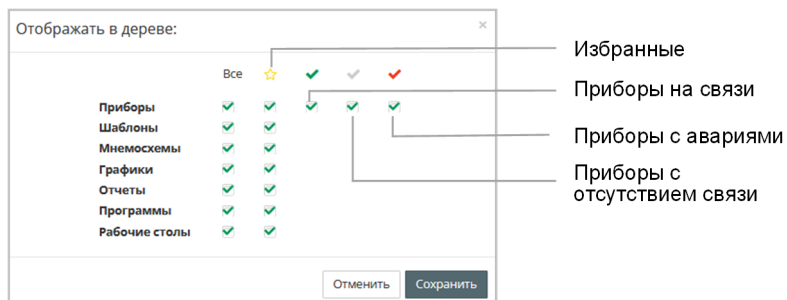 Отображать в дереве:
×
Избранные
Все
Приборы на связи
Приборы
Шаблоны
Приборы с авариями
Мнемосхемы
Графики
Приборы с
отсутствием связи
Отчеты
Программы
Рабочие столы
Отменить
Сохранить